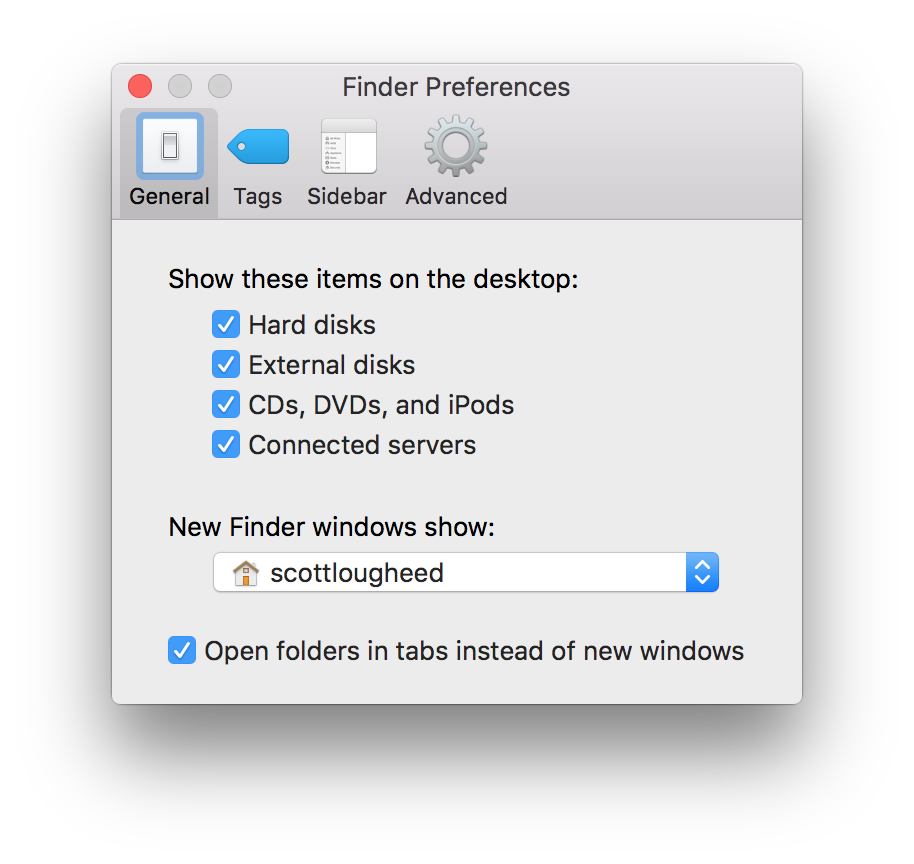 Finder Preferences
General Tags Sidebar Advanced
Show these items on the desktop:
Hard disks
External disks
CDs, DVDs, and iPods
Connected servers
New Finder windows show:
scottlougheed
Open folders in tabs instead of new windows